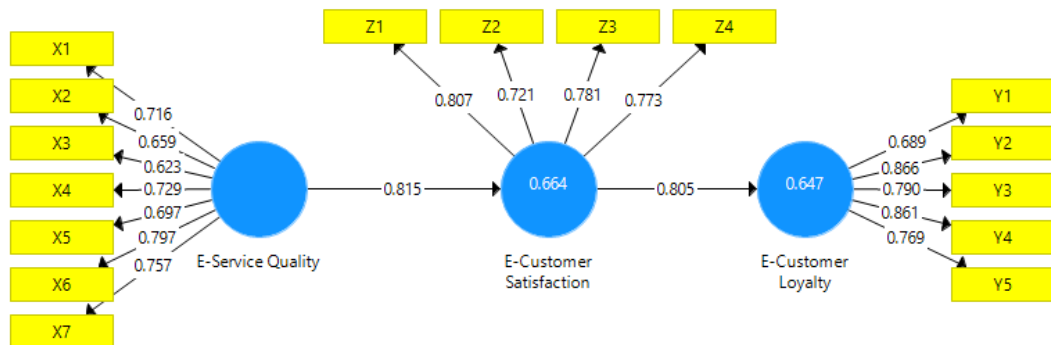 Z1
Z2
Z3
Z4
X1
X2
X3
X4
X5
X6
X7
0.716
0.659
0.623
0.729
0.697
0.797
0.757
E-Service Quality
0.815
0.807
0.721
0.781
0.773
0.664
E-Customer
Satisfaction
0.805
0.647
E-Customer
Loyalty
0.689
0.866
0.790
0.861
0.769
Y1
Y2
Y3
Y4
Y5